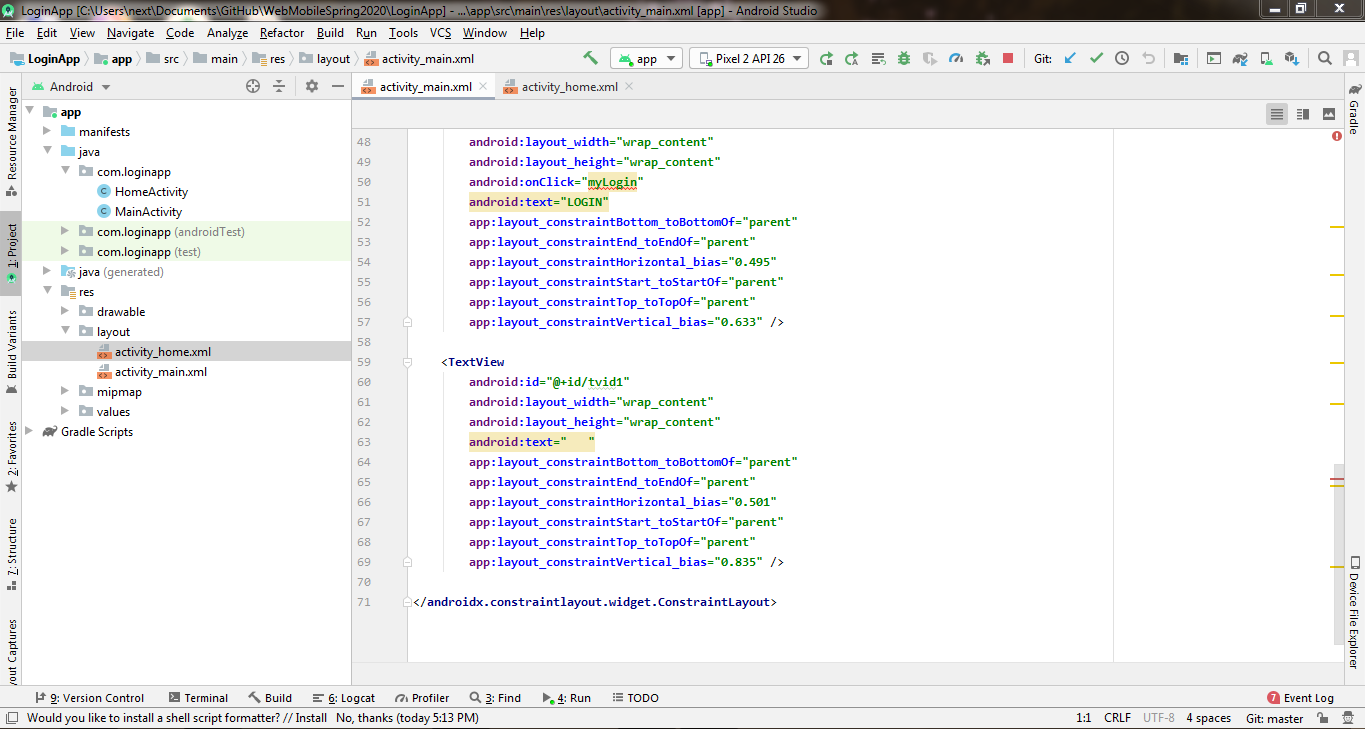 LoginApp [C:\Users\next\Documents\GitHub\WebMobileSpring2020\LoginApp] - ...\app\src\main\res\layout\activity_main.xml [app] - Android Studio
File Edit View Navigate Code Analyze Refactor Build Run Tools VCS Window Help
LoginApp app src main res layout activity_main.xml app Pixel 2 API 26 Git:
Android activity_main.xml activity_home.xml
Resource Manager
1: Project
Build Variants
2: Favorites
7: Structure
yout Captures
app
manifests
java
com.loginapp
HomeActivity
MainActivity
com.loginapp (androidTest)
com.loginapp (test)
java (generated)
res
drawable
layout
activity_home.xml
activity_main.xml
mipmap
values
Gradle Scripts
48 android:layout_width="wrap_content"
49 android:layout_height="wrap_content"
50 android:onClick="myLogin"
51 android:text="LOGIN"
52 app:layout_constraintBottom_toBottomOf="parent"
53 app:layout_constraintEnd_toEndOf="parent"
54 app:layout_constraintHorizontal_bias="0.495"
55 app:layout_constraintStart_toStartOf="parent"
56 app:layout_constraintTop_toTopOf="parent"
57 app:layout_constraintVertical_bias="0.633" />
58
59 <TextView
60 android:id="@+id/tvid1"
61 android:layout_width="wrap_content"
62 android:layout_height="wrap_content"
63 android:text="   "
64 app:layout_constraintBottom_toBottomOf="parent"
65 app:layout_constraintEnd_toEndOf="parent"
66 app:layout_constraintHorizontal_bias="0.501"
67 app:layout_constraintStart_toStartOf="parent"
68 app:layout_constraintTop_toTopOf="parent"
69 app:layout_constraintVertical_bias="0.835" />
70
71 </androidx.constraintlayout.widget.ConstraintLayout>
Gradle
Device File Explorer
9: Version Control Terminal Build 6: Logcat Profiler 3: Find 4: Run TODO 7 Event Log
Would you like to install a shell script formatter? // Install No, thanks (today 5:13 PM) 1:1 CRLF UTF-8 4 spaces Git: master